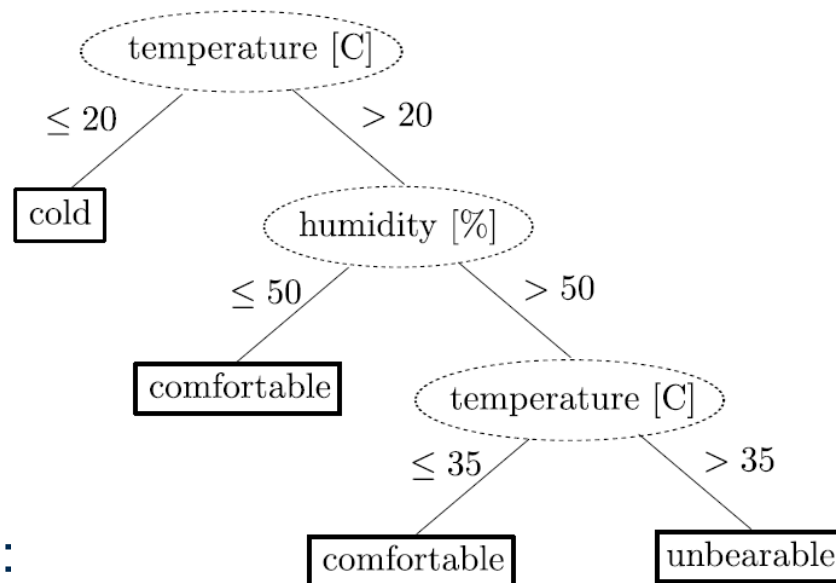 temperature [C]
≤ 20
> 20
cold
humidity [%]
≤ 50
> 50
comfortable
temperature [C]
≤ 35
> 35
:
comfortable
unbearable